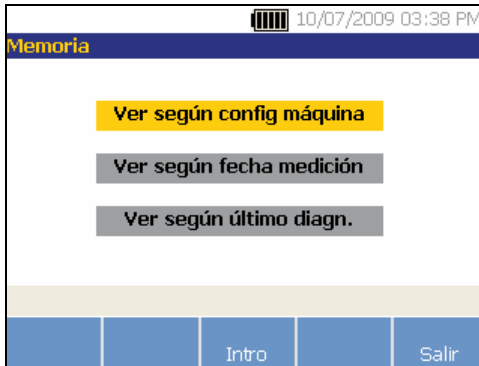 10/07/2009 03:38 PM
Memoria
Ver según config máquina
Ver según fecha medición
Ver según último diagn.
Intro
Salir